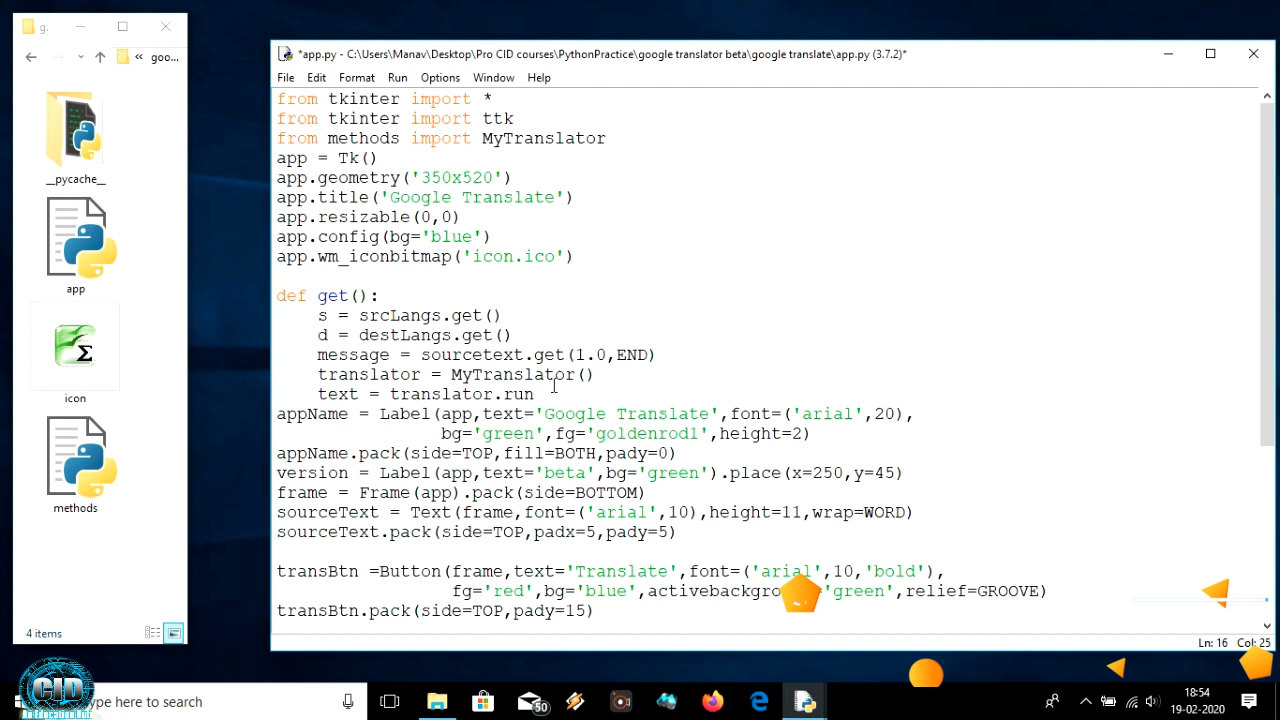 g.
« goo...
__pycache__
app
icon
methods
4 items
*app.py - C:\Users\Manav\Desktop\Pro CID courses\PythonPractice\google translator beta\google translate\app.py (3.7.2)*
File Edit Format Run Options Window Help
from tkinter import *
from tkinter import ttk
from methods import MyTranslator
app = Tk()
app.geometry('350x520')
app.title('Google Translate')
app.resizable(0,0)
app.config(bg='blue')
app.wm_iconbitmap('icon.ico')
def get():
    s = srcLangs.get()
    d = destLangs.get()
    message = sourcetext.get(1.0,END)
    translator = MyTranslator()
    text = translator.run
appName = Label(app,text='Google Translate',font=('arial',20),
                bg='green',fg='goldenrod1',height=2)
appName.pack(side=TOP,fill=BOTH,pady=0)
version = Label(app,text='beta',bg='green').place(x=250,y=45)
frame = Frame(app).pack(side=BOTTOM)
sourceText = Text(frame,font=('arial',10),height=11,wrap=WORD)
sourceText.pack(side=TOP,padx=5,pady=5)
transBtn =Button(frame,text='Translate',font=('arial',10,'bold'),
                 fg='red',bg='blue',activebackgro 'green',relief=GROOVE)
transBtn.pack(side=TOP,pady=15)
Ln: 16 Col: 25
CID
ype here to search
50
18:54
19-02-2020